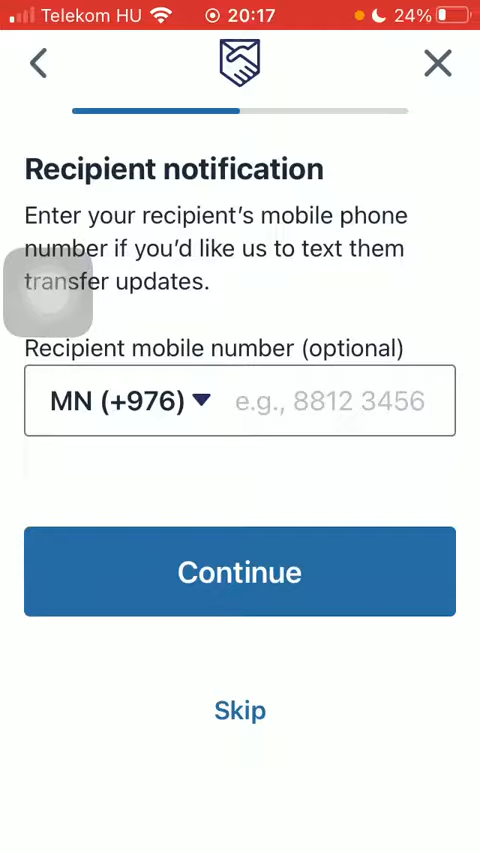 Telekom HU 20:17 24%
Recipient notification
Enter your recipient's mobile phone
number if you'd like us to text them
transfer updates.
Recipient mobile number (optional)
MN (+976) e.g., 8812 3456
Continue
Skip